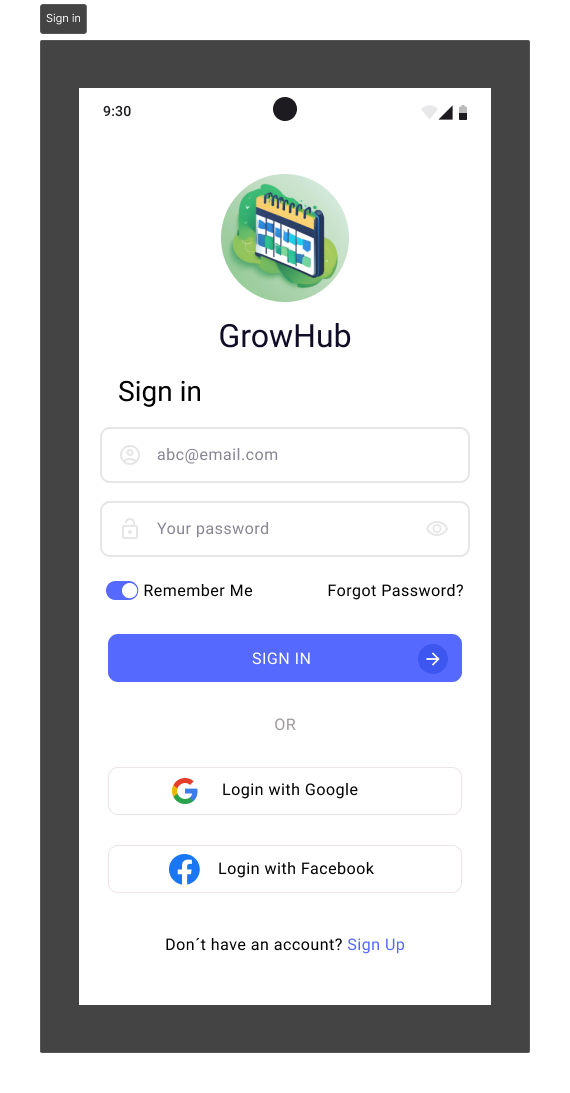 Sign in
9:30
GrowHub
Sign in
abc@email.com
Your password
Remember Me Forgot Password?
SIGN IN
OR
Login with Google
Login with Facebook
Don´t have an account? Sign Up